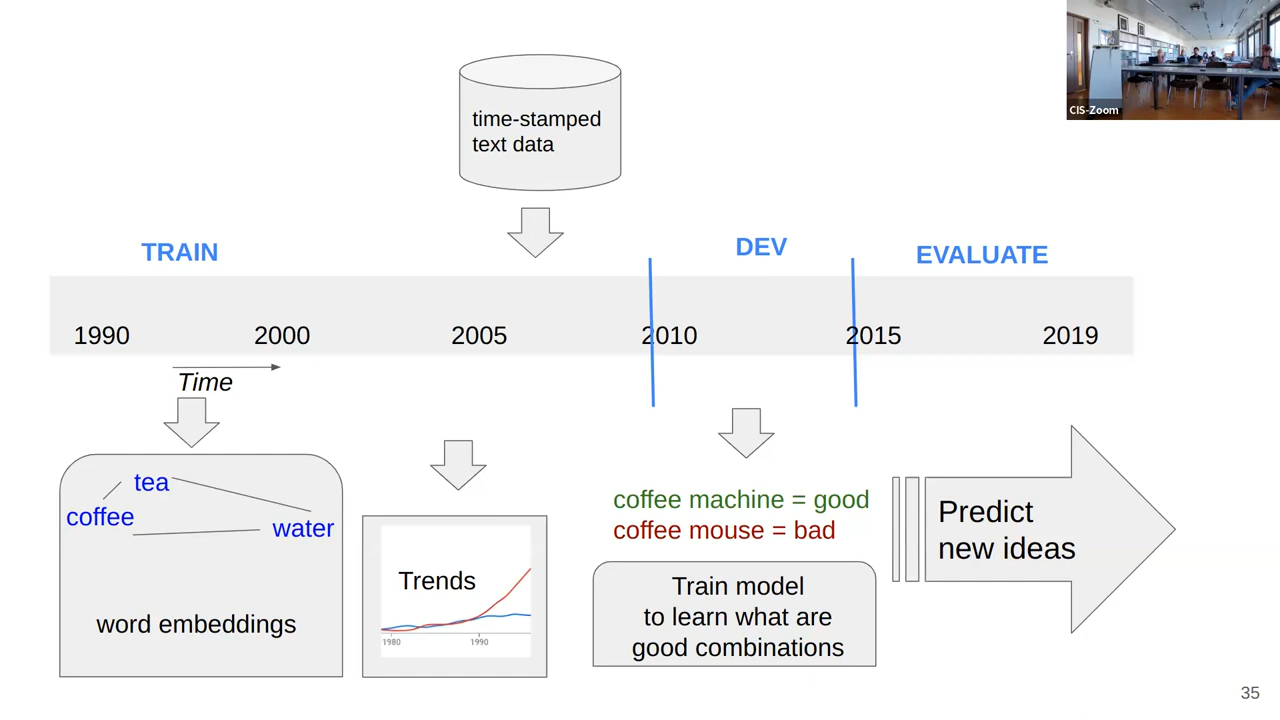 CIS-Zoom
time-stamped
text data
TRAIN
DEV
EVALUATE
1990
2000
2005
2010
2015
2019
Time
tea
coffee
water
word embeddings
Trends
1980
1990
coffee machine = good
coffee mouse = bad
Train model
to learn what are
good combinations
Predict
new ideas
35